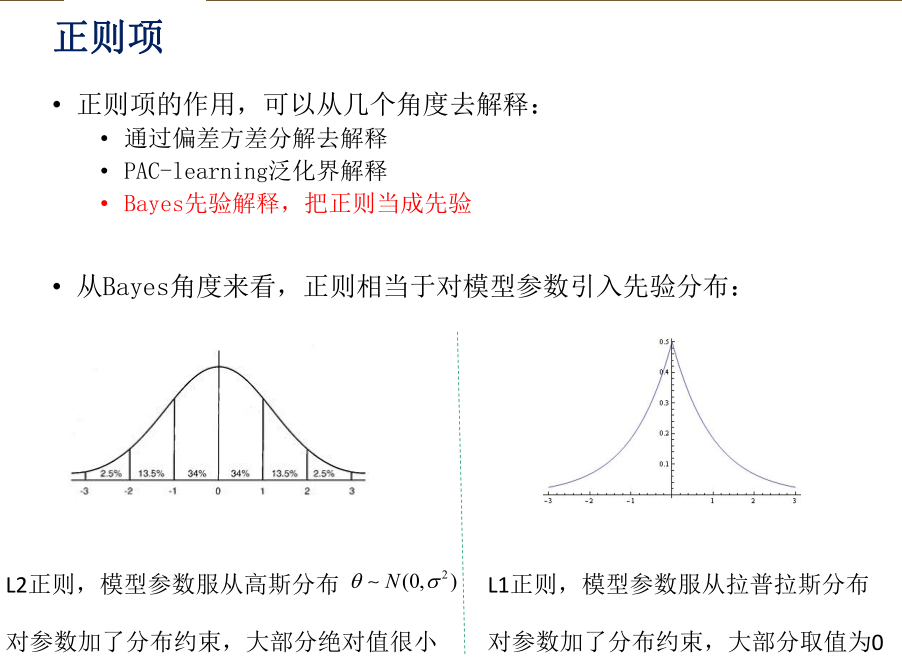 正则项
• 正则项的作用，可以从几个角度去解释：
• 通过偏差方差分解去解释
• PAC-learning泛化界解释
• Bayes先验解释，把正则当成先验
• 从Bayes角度来看，正则相当于对模型参数引入先验分布：
2.5% 13.5% 34% 34% 13.5% 2.5%
-3 -2 -1 0 1 2 3
0.5
0.4
0.3
0.2
0.1
-3 -2 -1 1 2 3
L2正则，模型参数服从高斯分布 θ ~ N(0,σ²)
对参数加了分布约束，大部分绝对值很小
L1正则，模型参数服从拉普拉斯分布
对参数加了分布约束，大部分取值为0